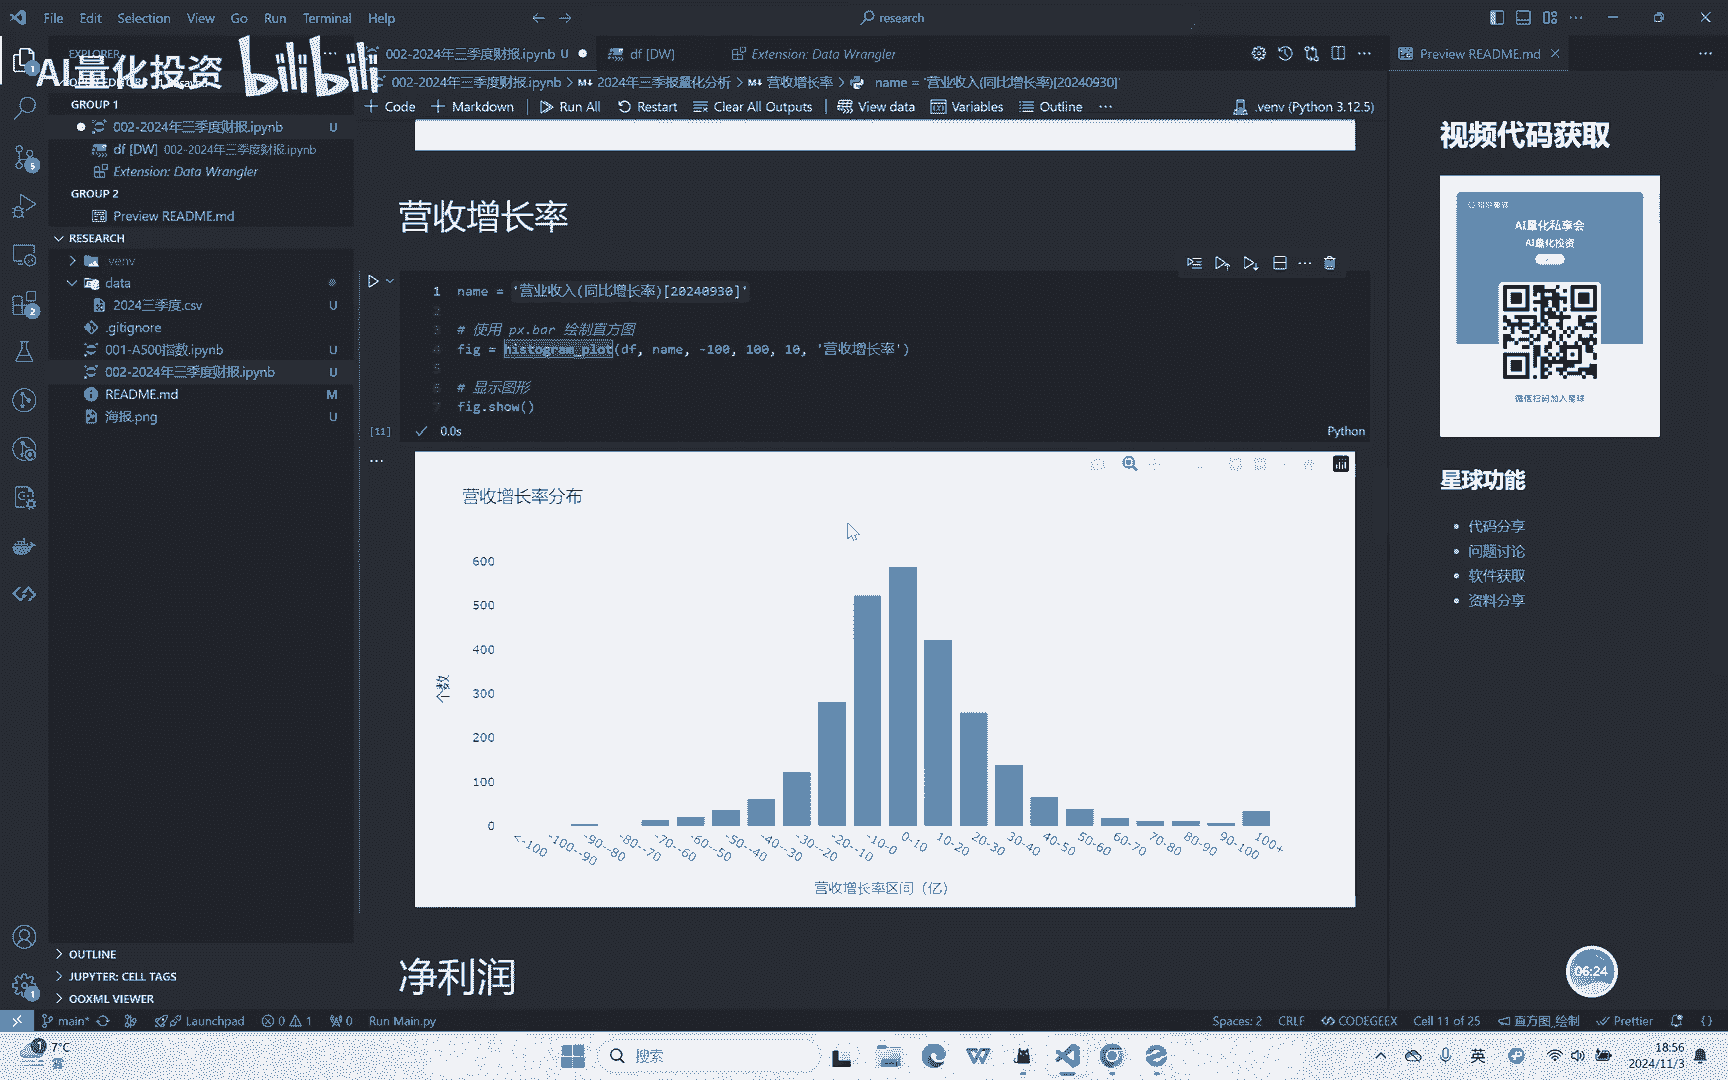 File Edit Selection View Go Run Terminal Help
research
AI量化投资 bilibili
EXPLORER
GROUP 1
002-2024年三季度财报.ipynb U
df [DW] 002-2024年三季度财报.ipynb
Extension: Data Wrangler
GROUP 2
Preview README.md
RESEARCH
.venv
data
2024三季度.csv U
.gitignore
001-A500指数.ipynb U
002-2024年三季度财报.ipynb U
README.md M
海报.png U
OUTLINE
JUPYTER: CELL TAGS
OOXML VIEWER
002-2024年三季度财报.ipynb U
df [DW]
Extension: Data Wrangler
002-2024年三季度财报.ipynb > 2024年三季报量化分析 > 营收增长率 > name = '营业收入(同比增长率)[20240930]'
Code Markdown Run All Restart Clear All Outputs View data Variables Outline
.venv (Python 3.12.5)
营收增长率
1 name = '营业收入(同比增长率)[20240930]'
2
3 # 使用 px.bar 绘制直方图
4 fig = histogram_plot(df, name, -100, 100, 10, '营收增长率')
5
6 # 显示图形
7 fig.show()
[11] 0.0s Python
营收增长率分布
个数
600
500
400
300
200
100
0
<-100 -100--90 -90--80 -80--70 -70--60 -60--50 -50--40 -40--30 -30--20 -20--10 -10-0 0-10 10-20 20-30 30-40 40-50 50-60 60-70 70-80 80-90 90-100 100+
营收增长率区间（亿）
净利润
Preview README.md
视频代码获取
AI量化私享会
AI量化投资
微信扫码加入星球
星球功能
代码分享
问题讨论
软件获取
资料分享
06:24
main* Launchpad 0 1 0 Run Main.py
Spaces: 2 CRLF CODEGEEX Cell 11 of 25 直方图_绘制 Prettier
7°C
搜索
英
18:56
2024/11/3